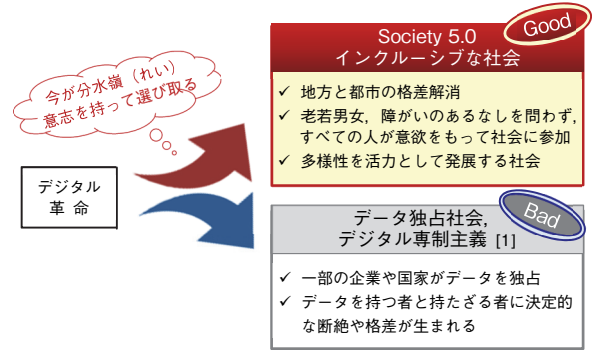 今が分水嶺（れい）
意志を持って選び取る
デジタル
革 命
Good
Society 5.0
インクルーシブな社会
✓ 地方と都市の格差解消
✓ 老若男女，障がいのあるなしを問わず，
すべての人が意欲をもって社会に参加
✓ 多様性を活力として発展する社会
Bad
データ独占社会，
デジタル専制主義 [1]
✓ 一部の企業や国家がデータを独占
✓ データを持つ者と持たざる者に決定的
な断絶や格差が生まれる